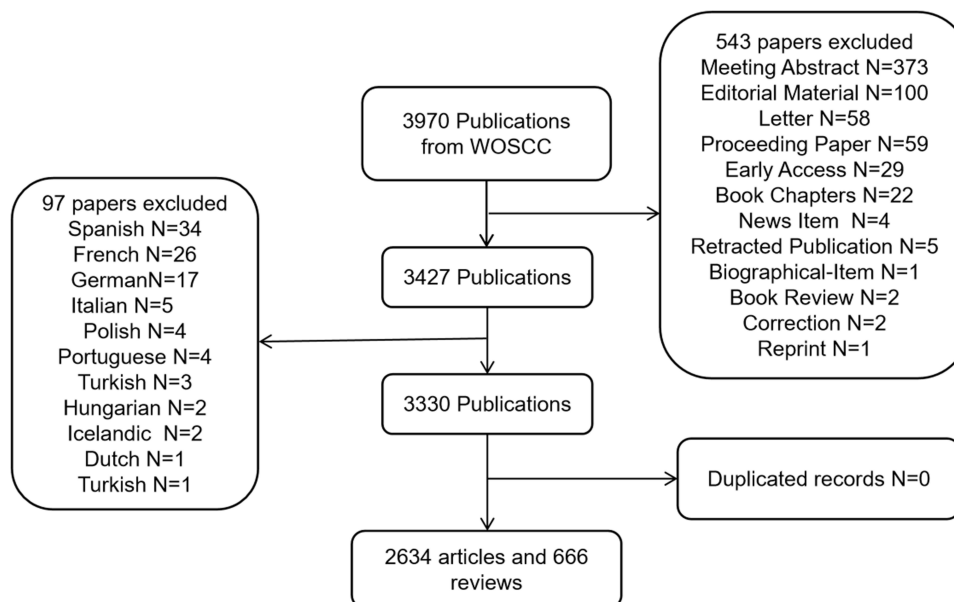 3970 Publications
from WOSCC
543 papers excluded
Meeting Abstract N=373
Editorial Material N=100
Letter N=58
Proceeding Paper N=59
Early Access N=29
Book Chapters N=22
News Item  N=4
Retracted Publication N=5
Biographical-Item N=1
Book Review N=2
Correction N=2
Reprint N=1
3427 Publications
97 papers excluded
Spanish N=34
French N=26
GermanN=17
Italian N=5
Polish N=4
Portuguese N=4
Turkish N=3
Hungarian N=2
Icelandic  N=2
Dutch N=1
Turkish N=1
3330 Publications
Duplicated records N=0
2634 articles and 666
reviews